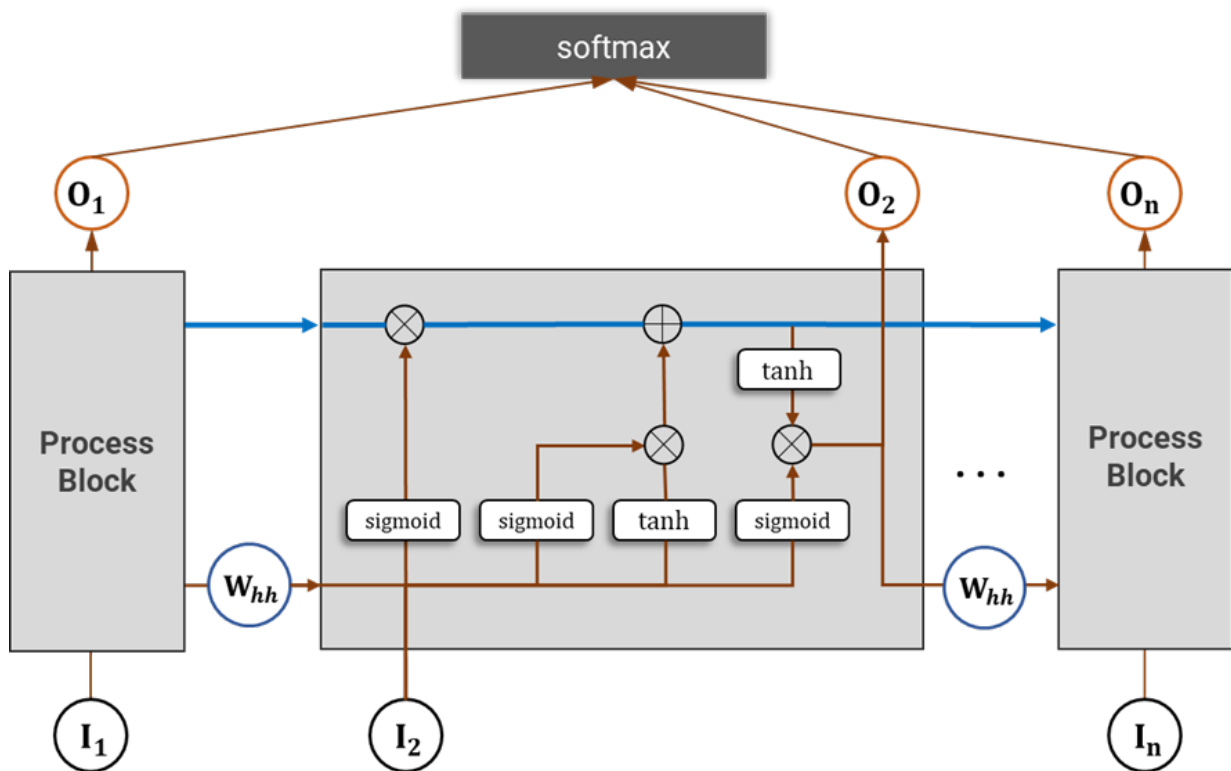 softmax
O₁
O₂
Oₙ
tanh
Process
Block
Process
Block
. . .
sigmoid
sigmoid
tanh
sigmoid
Wₕₕ
Wₕₕ
I₁
I₂
Iₙ